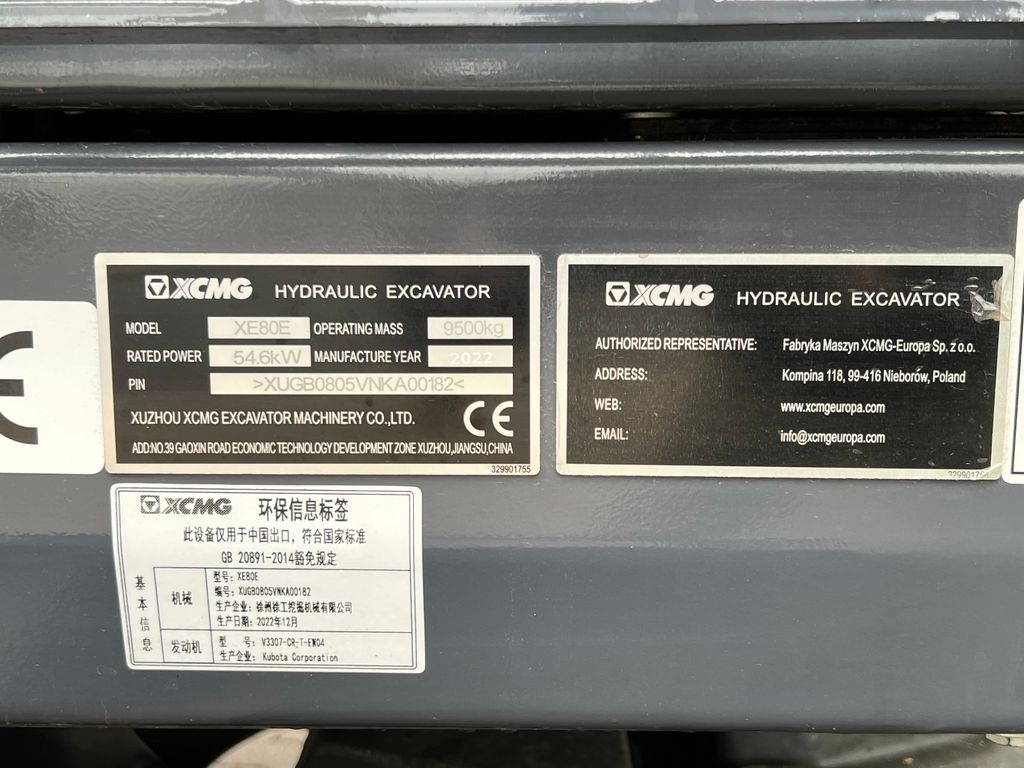 XCMG HYDRAULIC EXCAVATOR
MODEL XE80E OPERATING MASS 9500kg
RATED POWER 54.6kW MANUFACTURE YEAR 2022
PIN >XUGB0805VNKA00182<
XUZHOU XCMG EXCAVATOR MACHINERY CO.,LTD. CE
ADD:NO.39 GAOXIN ROAD ECONOMIC TECHNOLOGY DEVELOPMENT ZONE XUZHOU,JIANGSU,CHINA
329901755
XCMG HYDRAULIC EXCAVATOR
AUTHORIZED REPRESENTATIVE: Fabryka Maszyn XCMG-Europa Sp. z o.o.
ADDRESS: Kompina 118, 99-416 Nieborów, Poland
WEB: www.xcmgeuropa.com
EMAIL: info@xcmgeuropa.com
XCMG 环保信息标签
此设备仅用于中国出口，符合国家标准
GB 20891-2014豁免规定
基本信息
机械
型号: XE80E
编号: XUGB0805VNKA00182
生产企业: 徐州徐工挖掘机械有限公司
生产日期: 2022年12月
发动机
型 号: V3307-CR-T-EW04
生产企业: Kubota Corporation